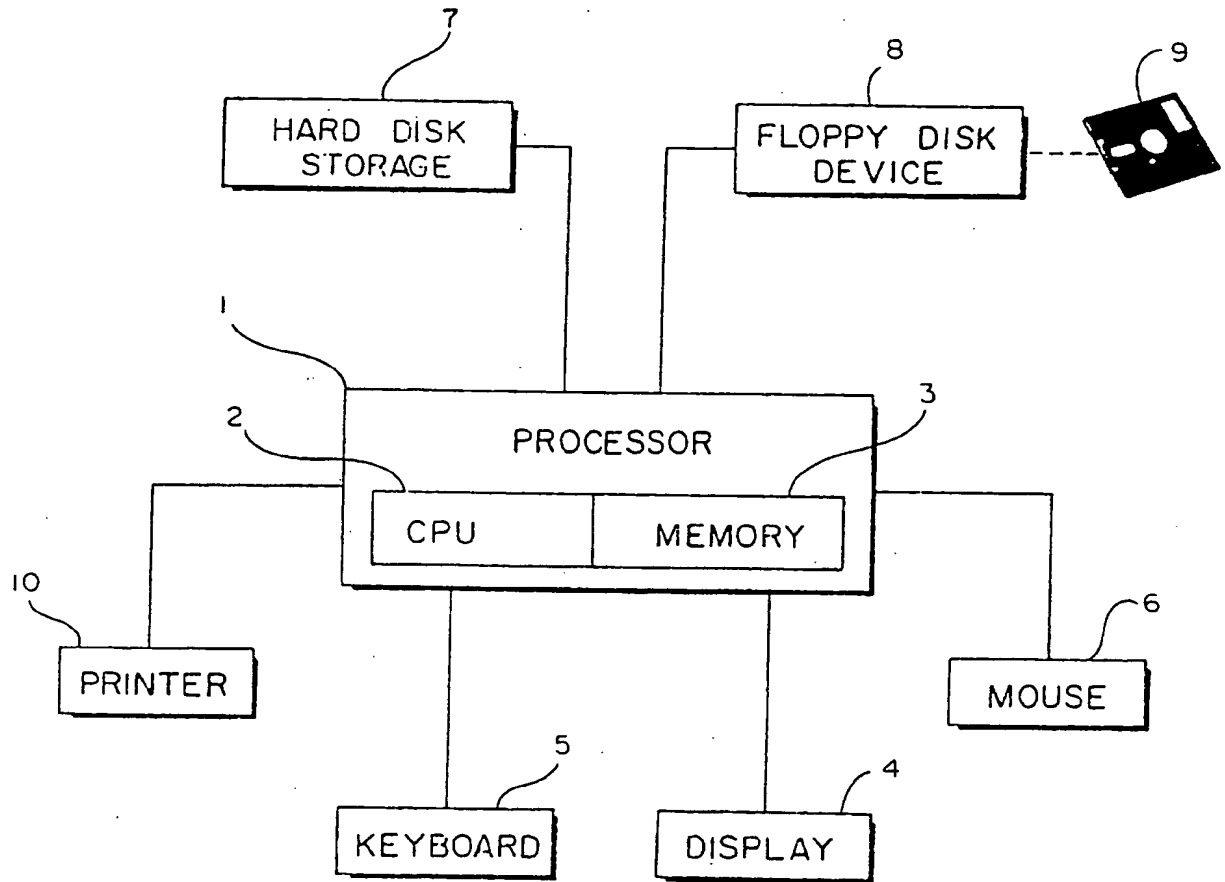 7
8
9
HARD DISK
STORAGE
FLOPPY DISK
DEVICE
1
2
3
PROCESSOR
CPU
MEMORY
10
6
PRINTER
MOUSE
5
4
KEYBOARD
DISPLAY